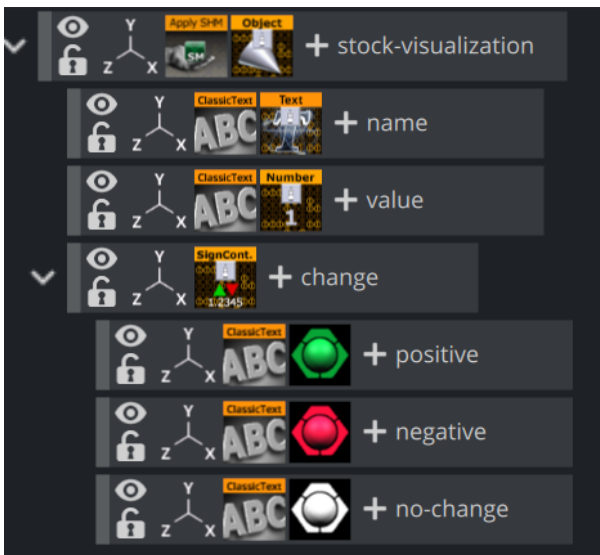 Y
Z X
Apply SHM
SM
Object
stock-visualization
Y
Z X
ClassicText
ABC
Text
name
Y
Z X
ClassicText
ABC
Number
1
value
Y
Z X
SignCont.
1.2345
change
Y
Z X
ClassicText
ABC
positive
Y
Z X
ClassicText
ABC
negative
Y
Z X
ClassicText
ABC
no-change